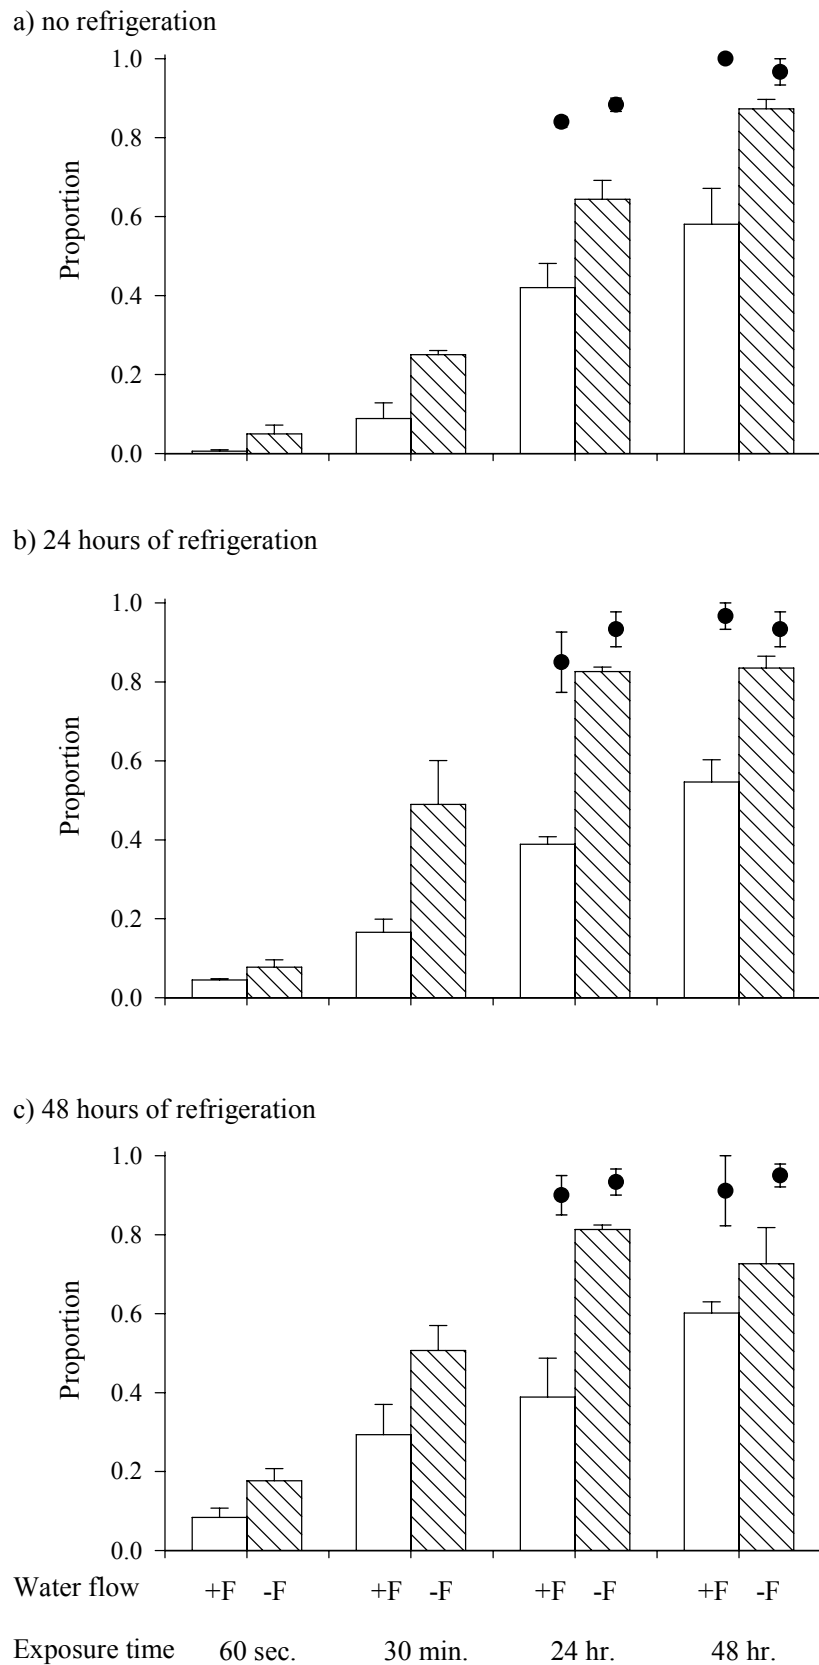 a) no refrigeration
1.0
0.8
0.6
0.4
0.2
0.0
Proportion
b) 24 hours of refrigeration
1.0
0.8
0.6
0.4
0.2
0.0
Proportion
c) 48 hours of refrigeration
1.0
0.8
0.6
0.4
0.2
0.0
Proportion
Water flow +F -F +F -F +F -F +F -F
Exposure time 60 sec. 30 min. 24 hr. 48 hr.